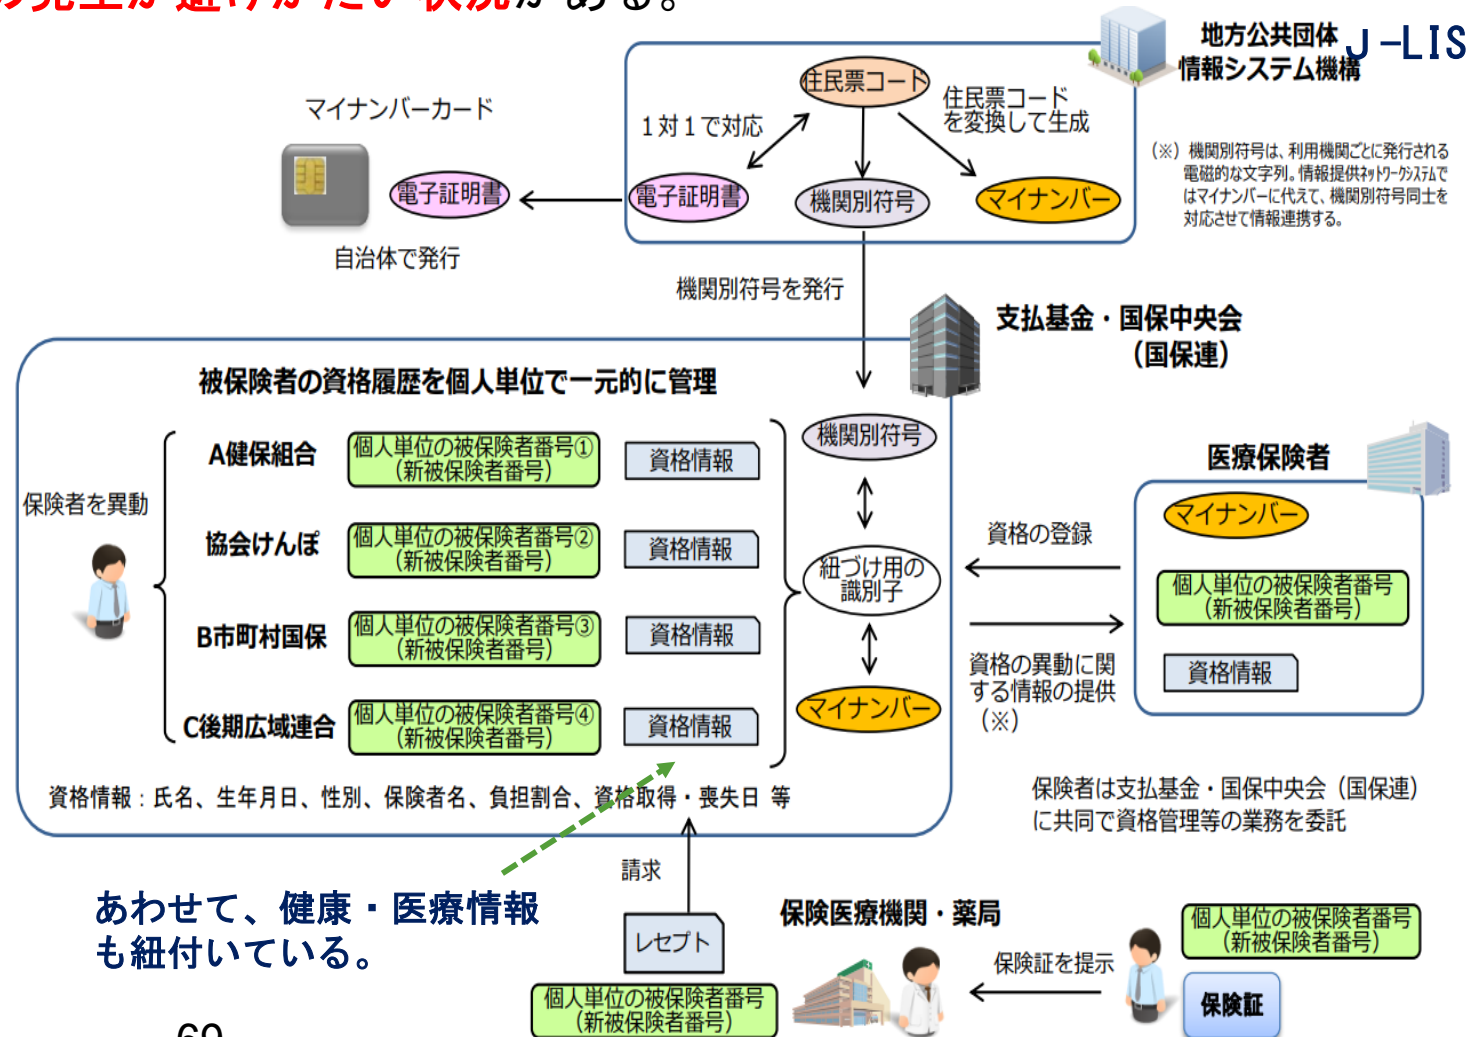 の発生が避けがたい状況がある。
地方公共団体
情報システム機構
J-LIS
住民票コード
住民票コード
を変換して生成
1対1で対応
マイナンバーカード
電子証明書
電子証明書
機関別符号
マイナンバー
(※)機関別符号は、利用機関ごとに発行される
電磁的な文字列。情報提供ネットワークシステムで
はマイナンバーに代えて、機関別符号同士を
対応させて情報連携する。
自治体で発行
機関別符号を発行
支払基金・国保中央会
(国保連)
被保険者の資格履歴を個人単位で一元的に管理
保険者を異動
A健保組合
個人単位の被保険者番号①
(新被保険者番号)
資格情報
協会けんぽ
個人単位の被保険者番号②
(新被保険者番号)
資格情報
B市町村国保
個人単位の被保険者番号③
(新被保険者番号)
資格情報
C後期広域連合
個人単位の被保険者番号④
(新被保険者番号)
資格情報
機関別符号
紐づけ用の
識別子
マイナンバー
資格情報:氏名、生年月日、性別、保険者名、負担割合、資格取得・喪失日 等
医療保険者
マイナンバー
個人単位の被保険者番号
(新被保険者番号)
資格情報
資格の登録
資格の異動に関
する情報の提供
(※)
保険者は支払基金・国保中央会(国保連)
に共同で資格管理等の業務を委託
あわせて、健康・医療情報
も紐付いている。
請求
レセプト
個人単位の被保険者番号
(新被保険者番号)
保険医療機関・薬局
保険証を提示
個人単位の被保険者番号
(新被保険者番号)
保険証